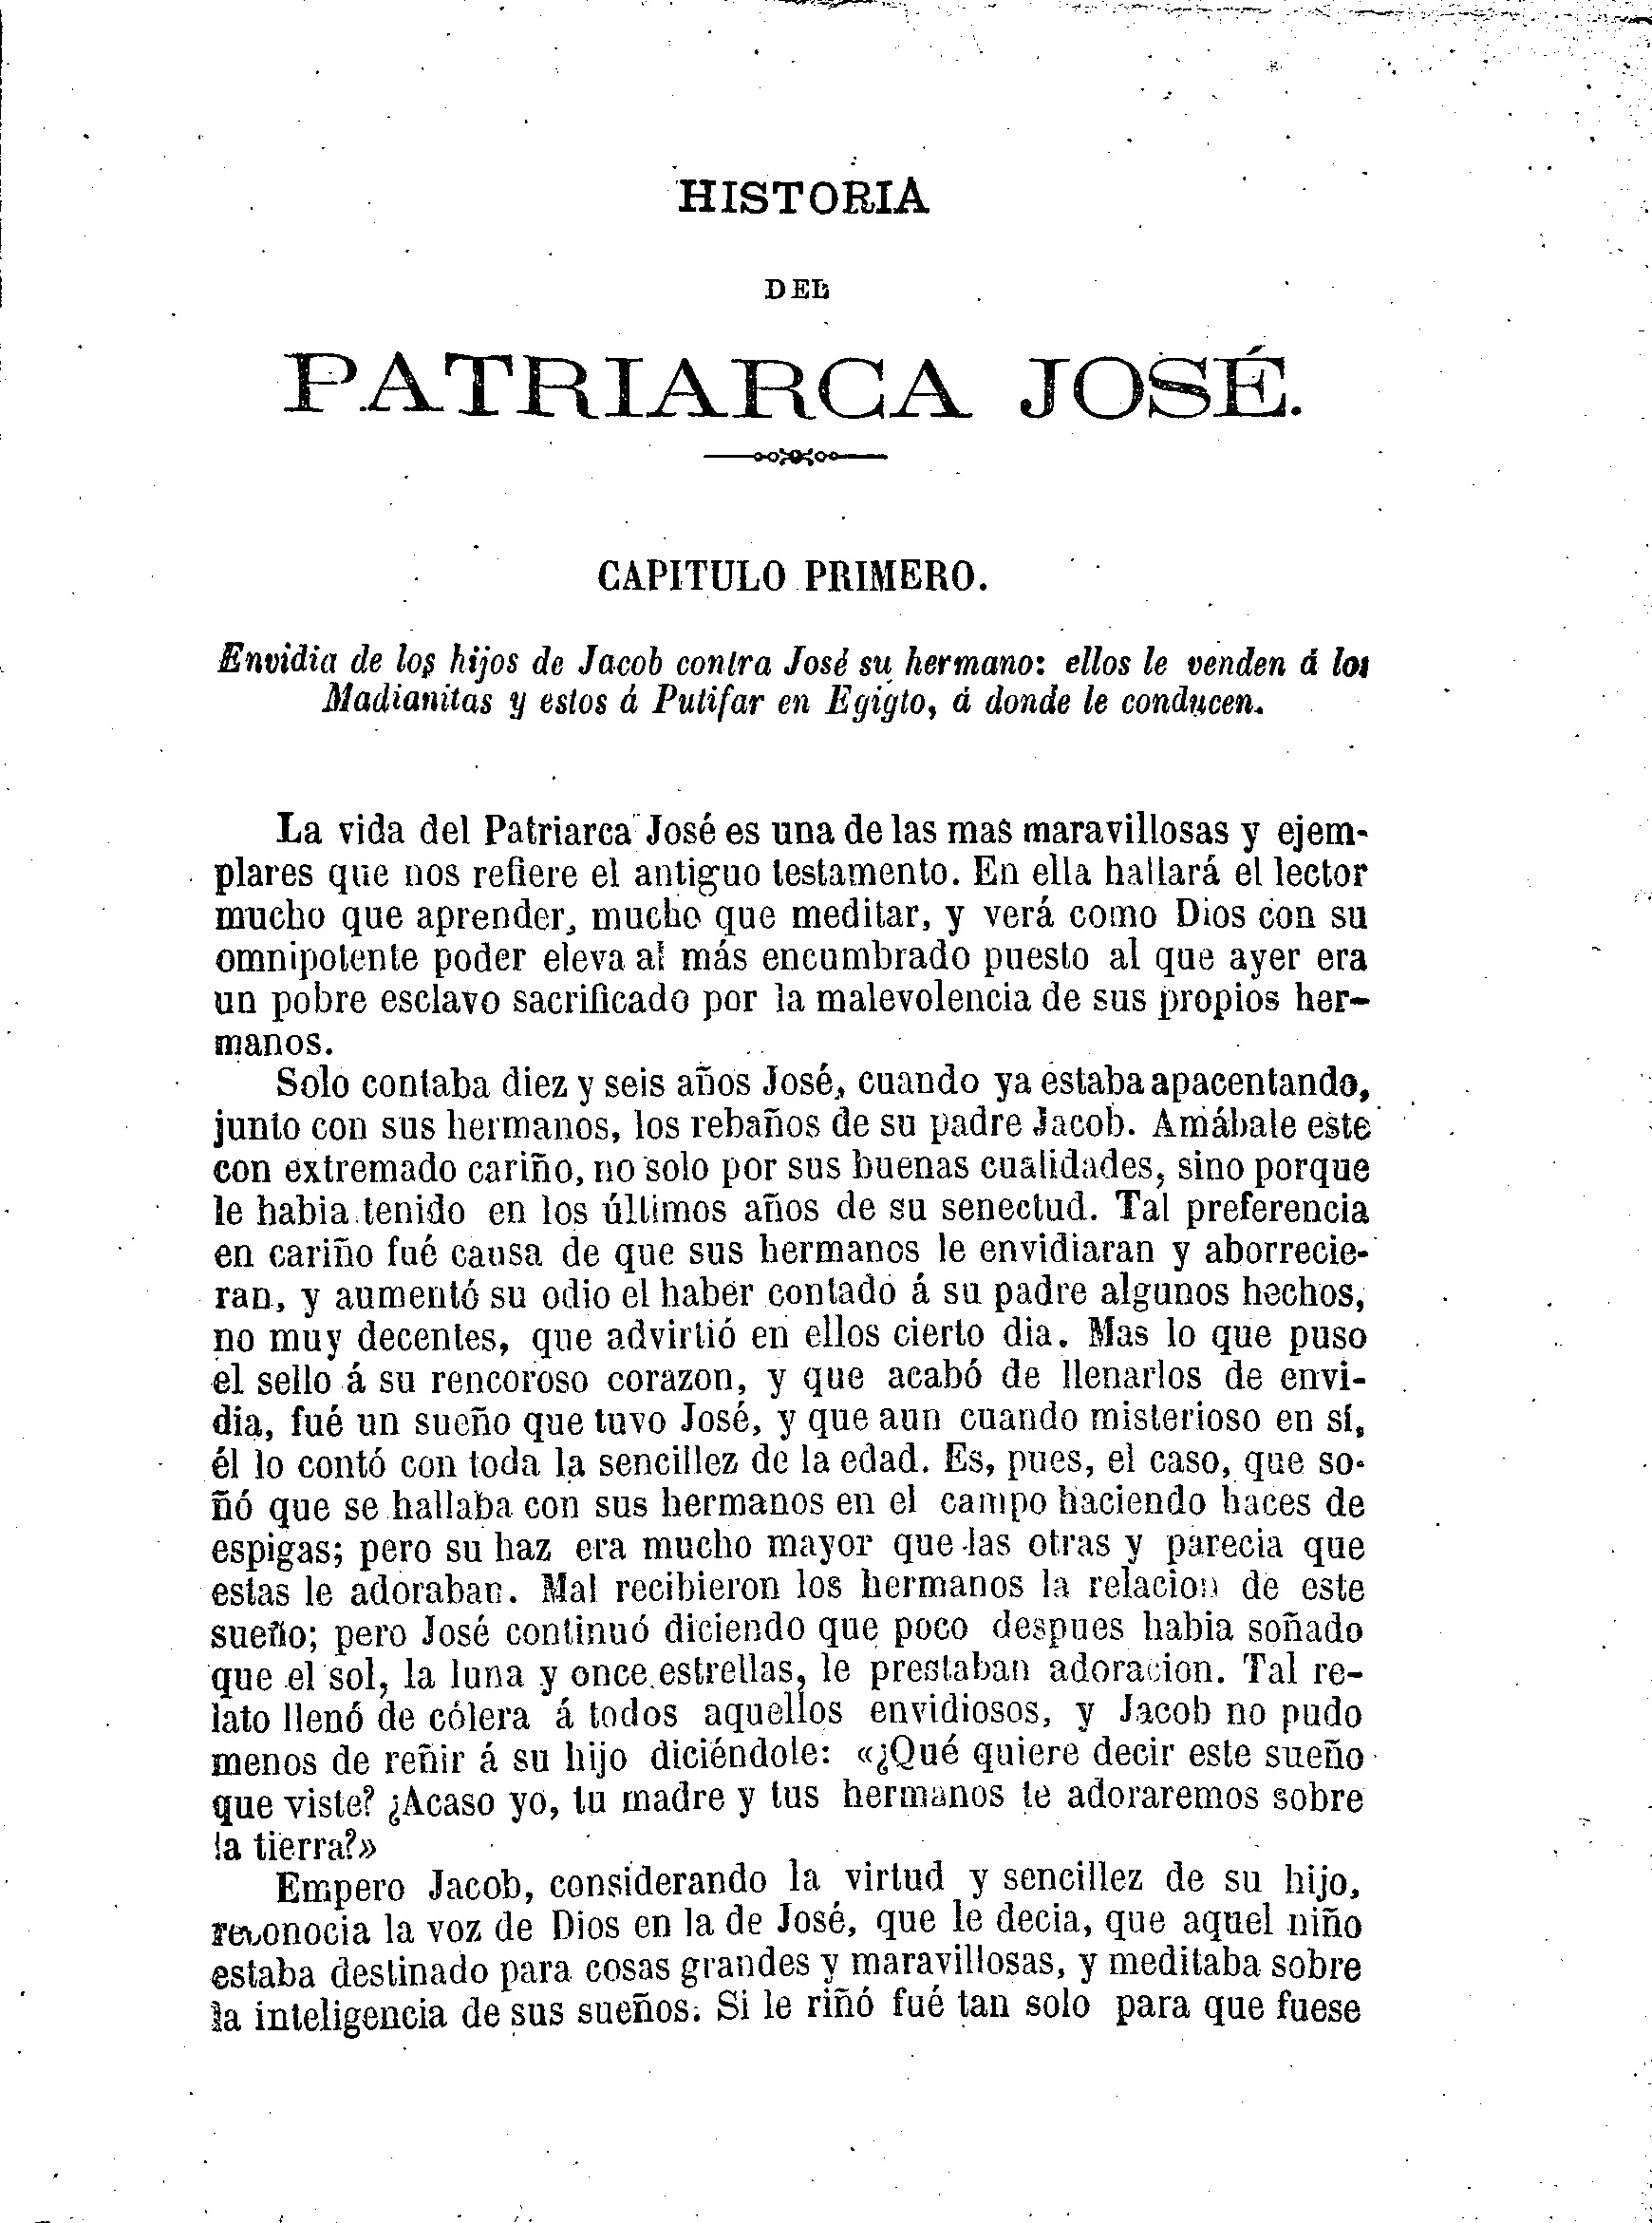 HISTORIA
DEL
PATRIARCA JOSÉ.
CAPITULO PRIMERO.
Envidia de los hijos de Jacob contra José su hermano: ellos le venden á los
Madianitas y estos á Putifar en Egigto, á donde le conducen.
La vida del Patriarca José es una de las mas maravillosas y ejem-
plares que nos refiere el antiguo testamento. En ella hallará el lector
mucho que aprender, mucho que meditar, y verá como Dios con su
omnipotente poder eleva al más encumbrado puesto al que ayer era
un pobre esclavo sacrificado por la malevolencia de sus propios her-
manos.
Solo contaba diez y seis años José, cuando ya estaba apacentando,
junto con sus hermanos, los rebaños de su padre Jacob. Amábale este
con extremado cariño, no solo por sus buenas cualidades, sino porque
le habia tenido en los últimos años de su senectud. Tal preferencia
en cariño fué causa de que sus hermanos le envidiaran y aborrecie-
ran, y aumentó su odio el haber contado á su padre algunos hechos,
no muy decentes, que advirtió en ellos cierto dia. Mas lo que puso
el sello á su rencoroso corazon, y que acabó de llenarlos de envi-
dia, fué un sueño que tuvo José, y que aun cuando misterioso en sí,
él lo contó con toda la sencillez de la edad. Es, pues, el caso, que so-
ñó que se hallaba con sus hermanos en el campo haciendo haces de
espigas; pero su haz era mucho mayor que las otras y parecia que
estas le adoraban. Mal recibieron los hermanos la relacion de este
sueño; pero José continuó diciendo que poco despues habia soñado
que el sol, la luna y once estrellas, le prestaban adoracion. Tal re-
lato llenó de cólera á todos aquellos envidiosos, y Jacob no pudo
menos de reñir á su hijo diciéndole: «¿Qué quiere decir este sueño
que viste? ¿Acaso yo, tu madre y tus hermanos te adoraremos sobre
la tierra?»
Empero Jacob, considerando la virtud y sencillez de su hijo,
reconocia la voz de Dios en la de José, que le decia, que aquel niño
estaba destinado para cosas grandes y maravillosas, y meditaba sobre
la inteligencia de sus sueños. Si le riñó fué tan solo para que fuese